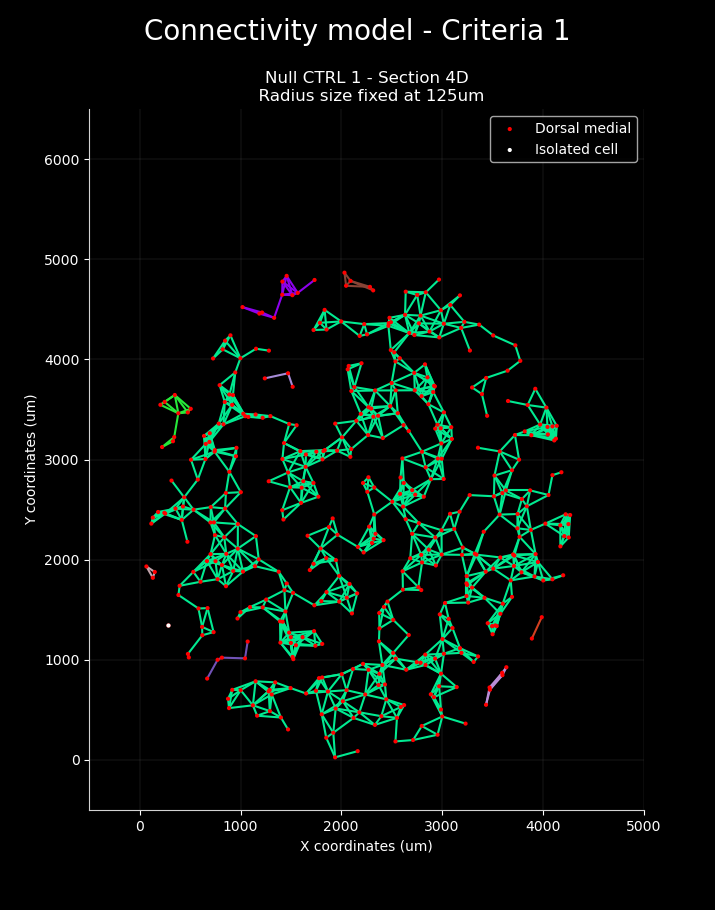 Connectivity model - Criteria 1
Null CTRL 1 - Section 4D
Radius size fixed at 125um
Dorsal medial
Isolated cell
6000
5000
4000
3000
2000
1000
0
Y coordinates (um)
0 1000 2000 3000 4000 5000
X coordinates (um)